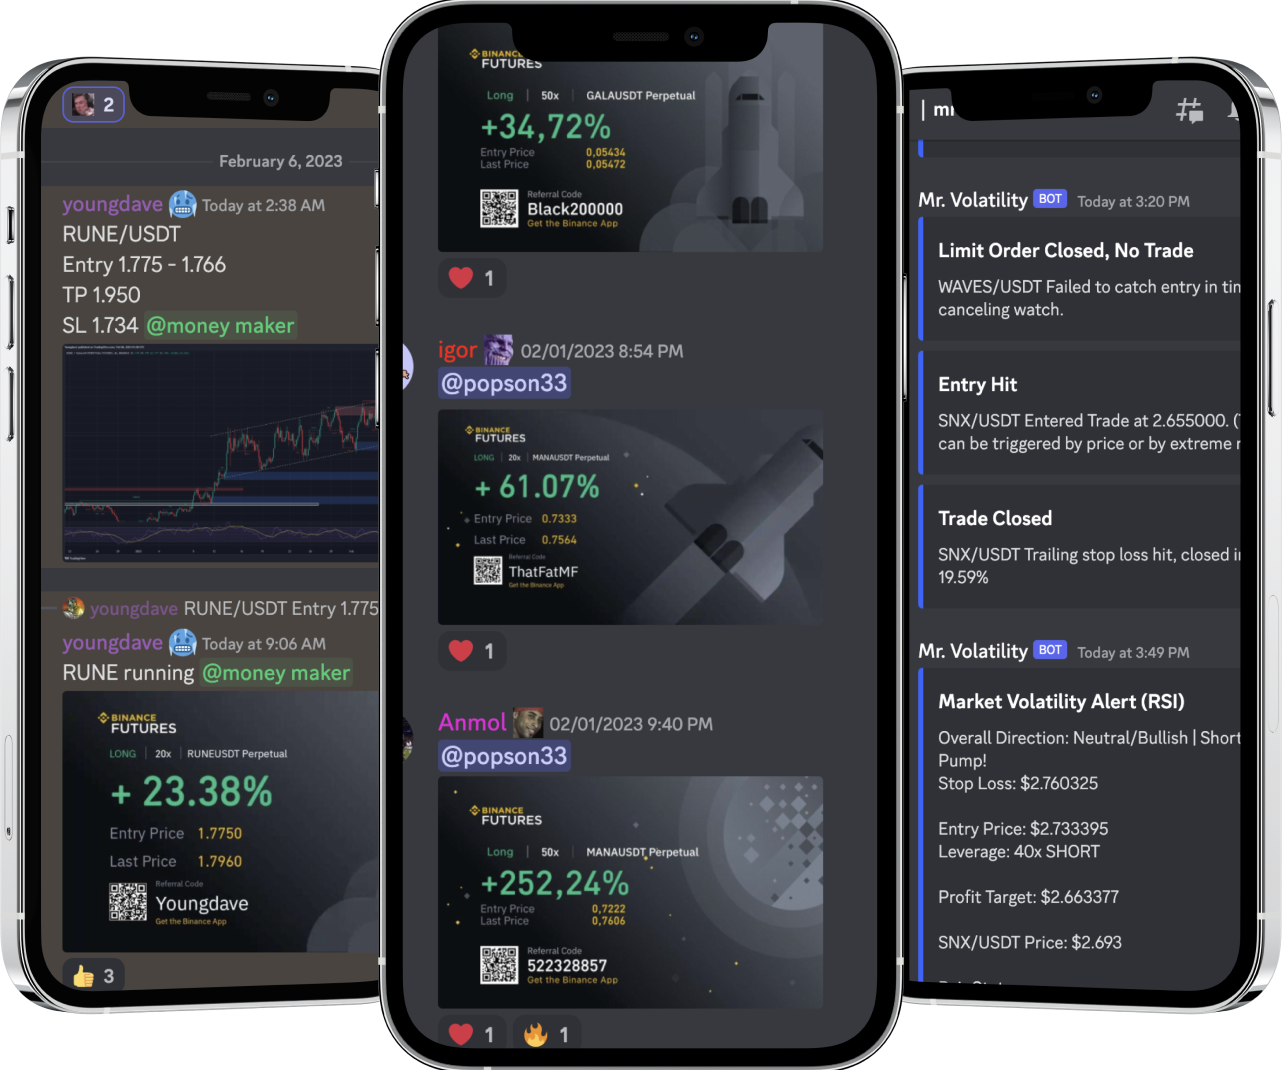 2
February 6, 2023
youngdave Today at 2:38 AM
RUNE/USDT
Entry 1.775 - 1.766
TP 1.950
SL 1.734 @money maker
youngdave RUNE/USDT Entry 1.775
youngdave Today at 9:06 AM
RUNE running @money maker
BINANCE
FUTURES
LONG | 20x | RUNEUSDT Perpetual
+ 23.38%
Entry Price 1.7750
Last Price 1.7960
Referral Code
Youngdave
Get the Binance App
3
BINANCE
FUTURES
Long | 50x | GALAUSDT Perpetual
+34,72%
Entry Price 0,05434
Last Price 0,05472
Referral Code
Black200000
Get the Binance App
1
igor 02/01/2023 8:54 PM
@popson33
BINANCE
FUTURES
LONG | 20x | MANAUSDT Perpetual
+ 61.07%
Entry Price 0.7333
Last Price 0.7564
Referral Code
ThatFatMF
Get the Binance App
1
Anmol 02/01/2023 9:40 PM
@popson33
BINANCE
FUTURES
Long | 50x | MANAUSDT Perpetual
+252,24%
Entry Price 0,7222
Last Price 0,7606
Referral Code
522328857
Get the Binance App
1 1
Mr. Volatility BOT Today at 3:20 PM
Limit Order Closed, No Trade
WAVES/USDT Failed to catch entry in
canceling watch.
Entry Hit
SNX/USDT Entered Trade at 2.655000.
can be triggered by price or by extreme
Trade Closed
SNX/USDT Trailing stop loss hit, closed
19.59%
Mr. Volatility BOT Today at 3:49 PM
Market Volatility Alert (RSI)
Overall Direction: Neutral/Bullish | Short
Pump!
Stop Loss: $2.760325
Entry Price: $2.733395
Leverage: 40x SHORT
Profit Target: $2.663377
SNX/USDT Price: $2.693